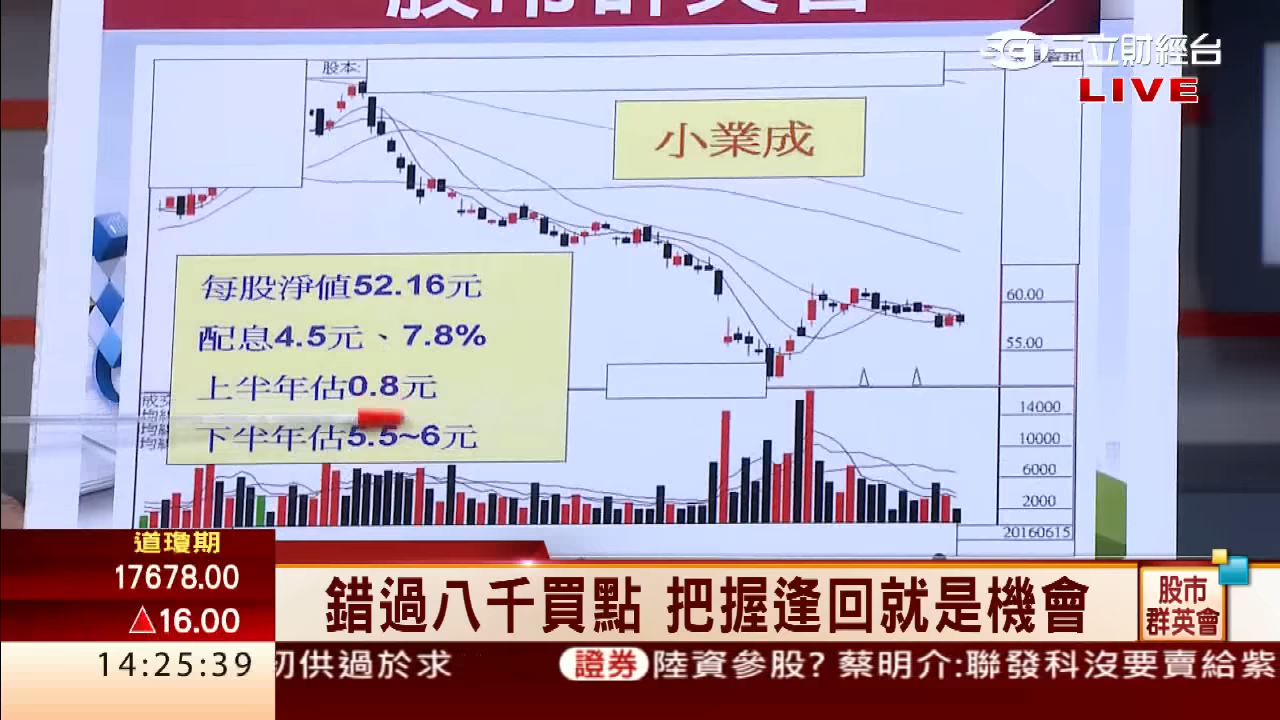 股市群英會
三立財經台
LIVE
股本:
小業成
每股淨值52.16元
配息4.5元、7.8%
上半年估0.8元
下半年估5.5~6元
60.00
55.00
14000
10000
6000
2000
20160615
道瓊期
17678.00
△16.00
錯過八千買點 把握逢回就是機會
股市
群英會
14:25:39
供過於求 證券 陸資參股? 蔡明介:聯發科沒要賣給紫